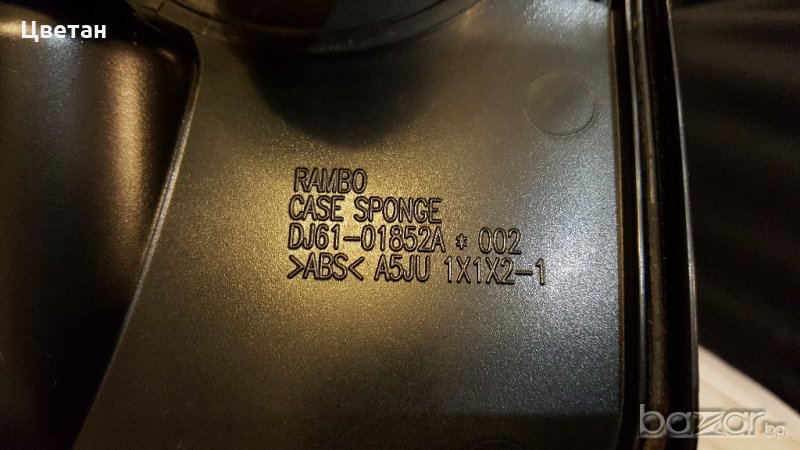 Цветан
RAMBO
CASE SPONGE
DJ61-01852A * 002
>ABS< A5JU 1X1X2-1
bazar.bg